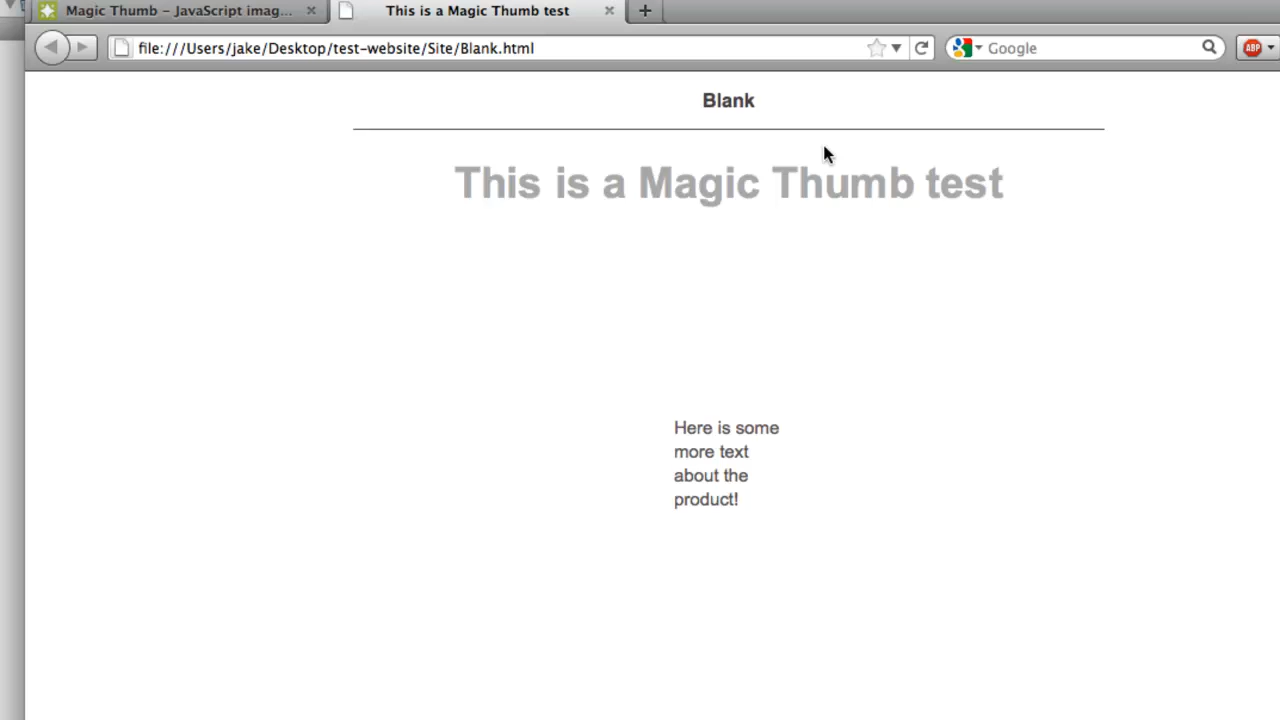 Magic Thumb – JavaScript imag...
This is a Magic Thumb test
file:///Users/jake/Desktop/test-website/Site/Blank.html
Google
ABP
Blank
This is a Magic Thumb test
Here is some
more text
about the
product!